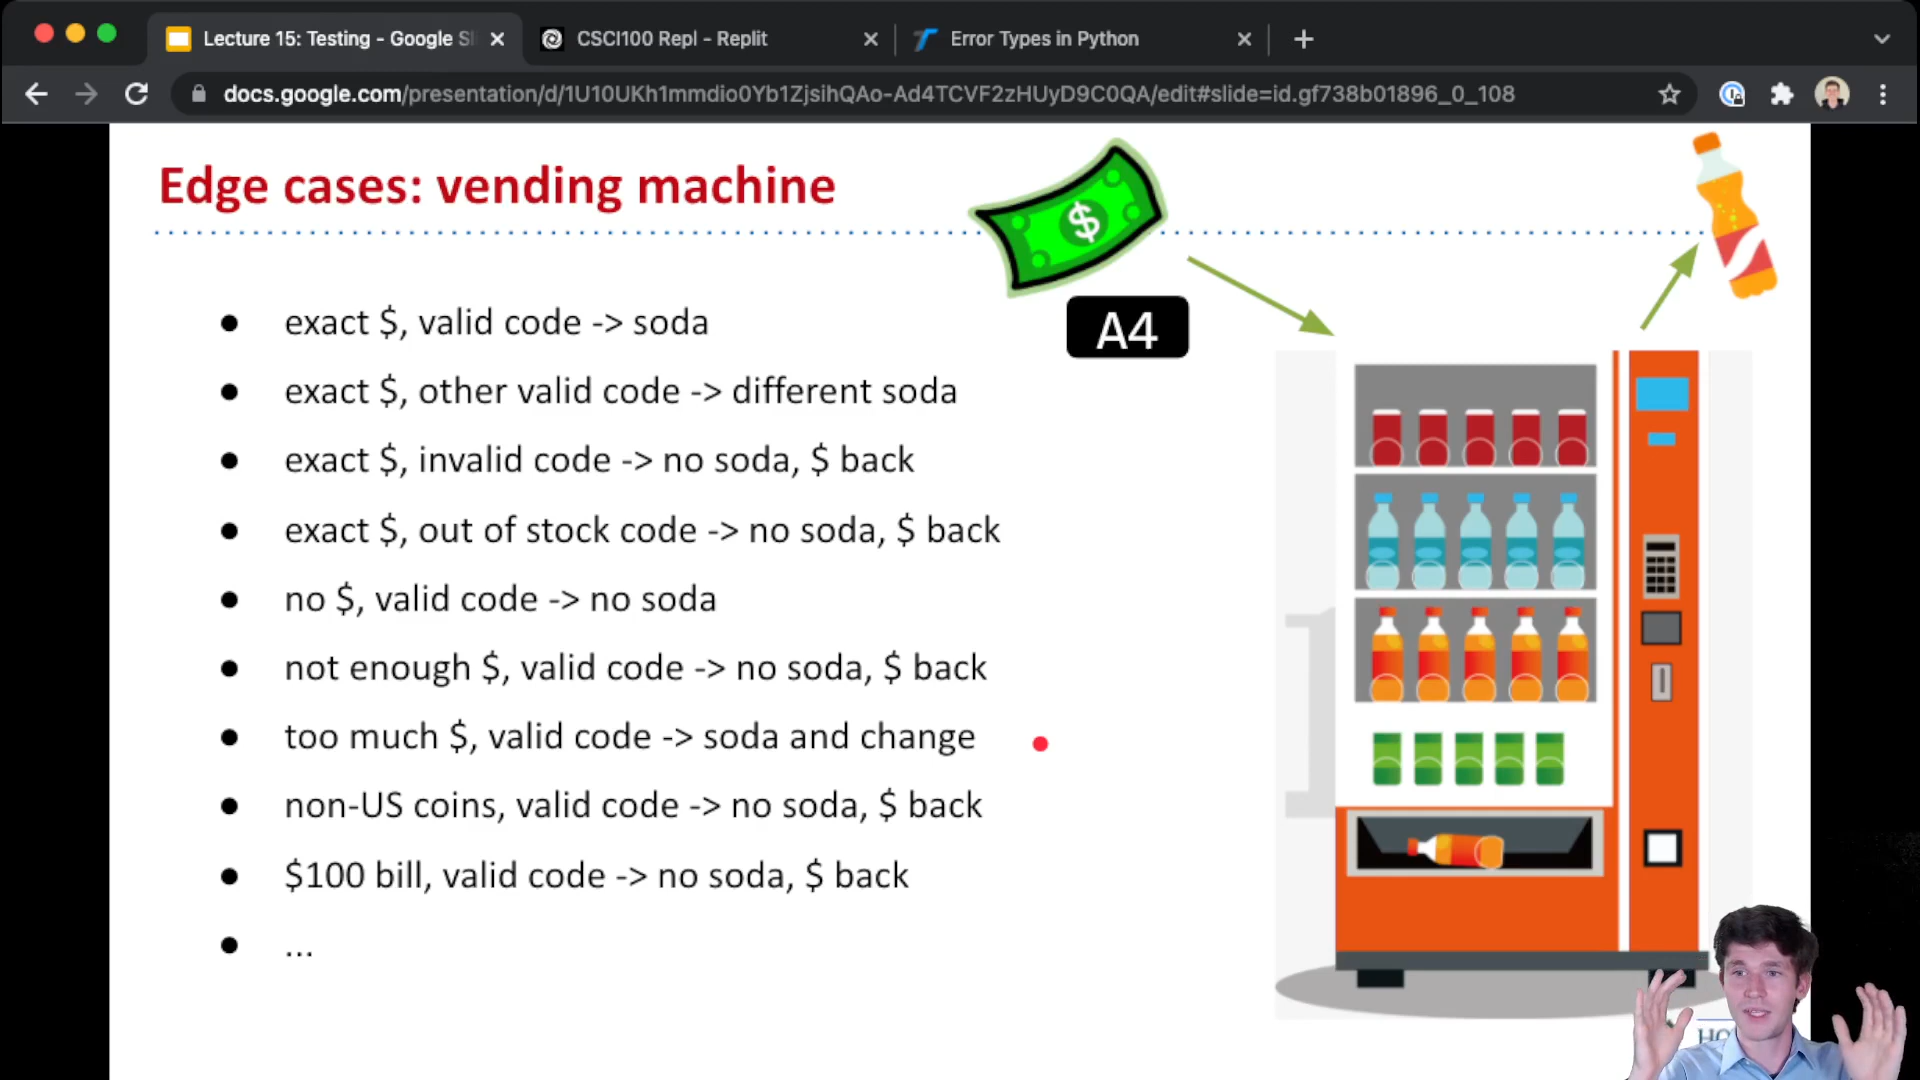 Lecture 15: Testing - Google Sl
CSCI100 Repl - Replit
Error Types in Python
docs.google.com/presentation/d/1U10UKh1mmdio0Yb1ZjsihQAo-Ad4TCVF2zHUyD9C0QA/edit#slide=id.gf738b01896_0_108
Edge cases: vending machine
$
A4
● exact $, valid code -> soda
● exact $, other valid code -> different soda
● exact $, invalid code -> no soda, $ back
● exact $, out of stock code -> no soda, $ back
● no $, valid code -> no soda
● not enough $, valid code -> no soda, $ back
● too much $, valid code -> soda and change
● non-US coins, valid code -> no soda, $ back
● $100 bill, valid code -> no soda, $ back
● ...